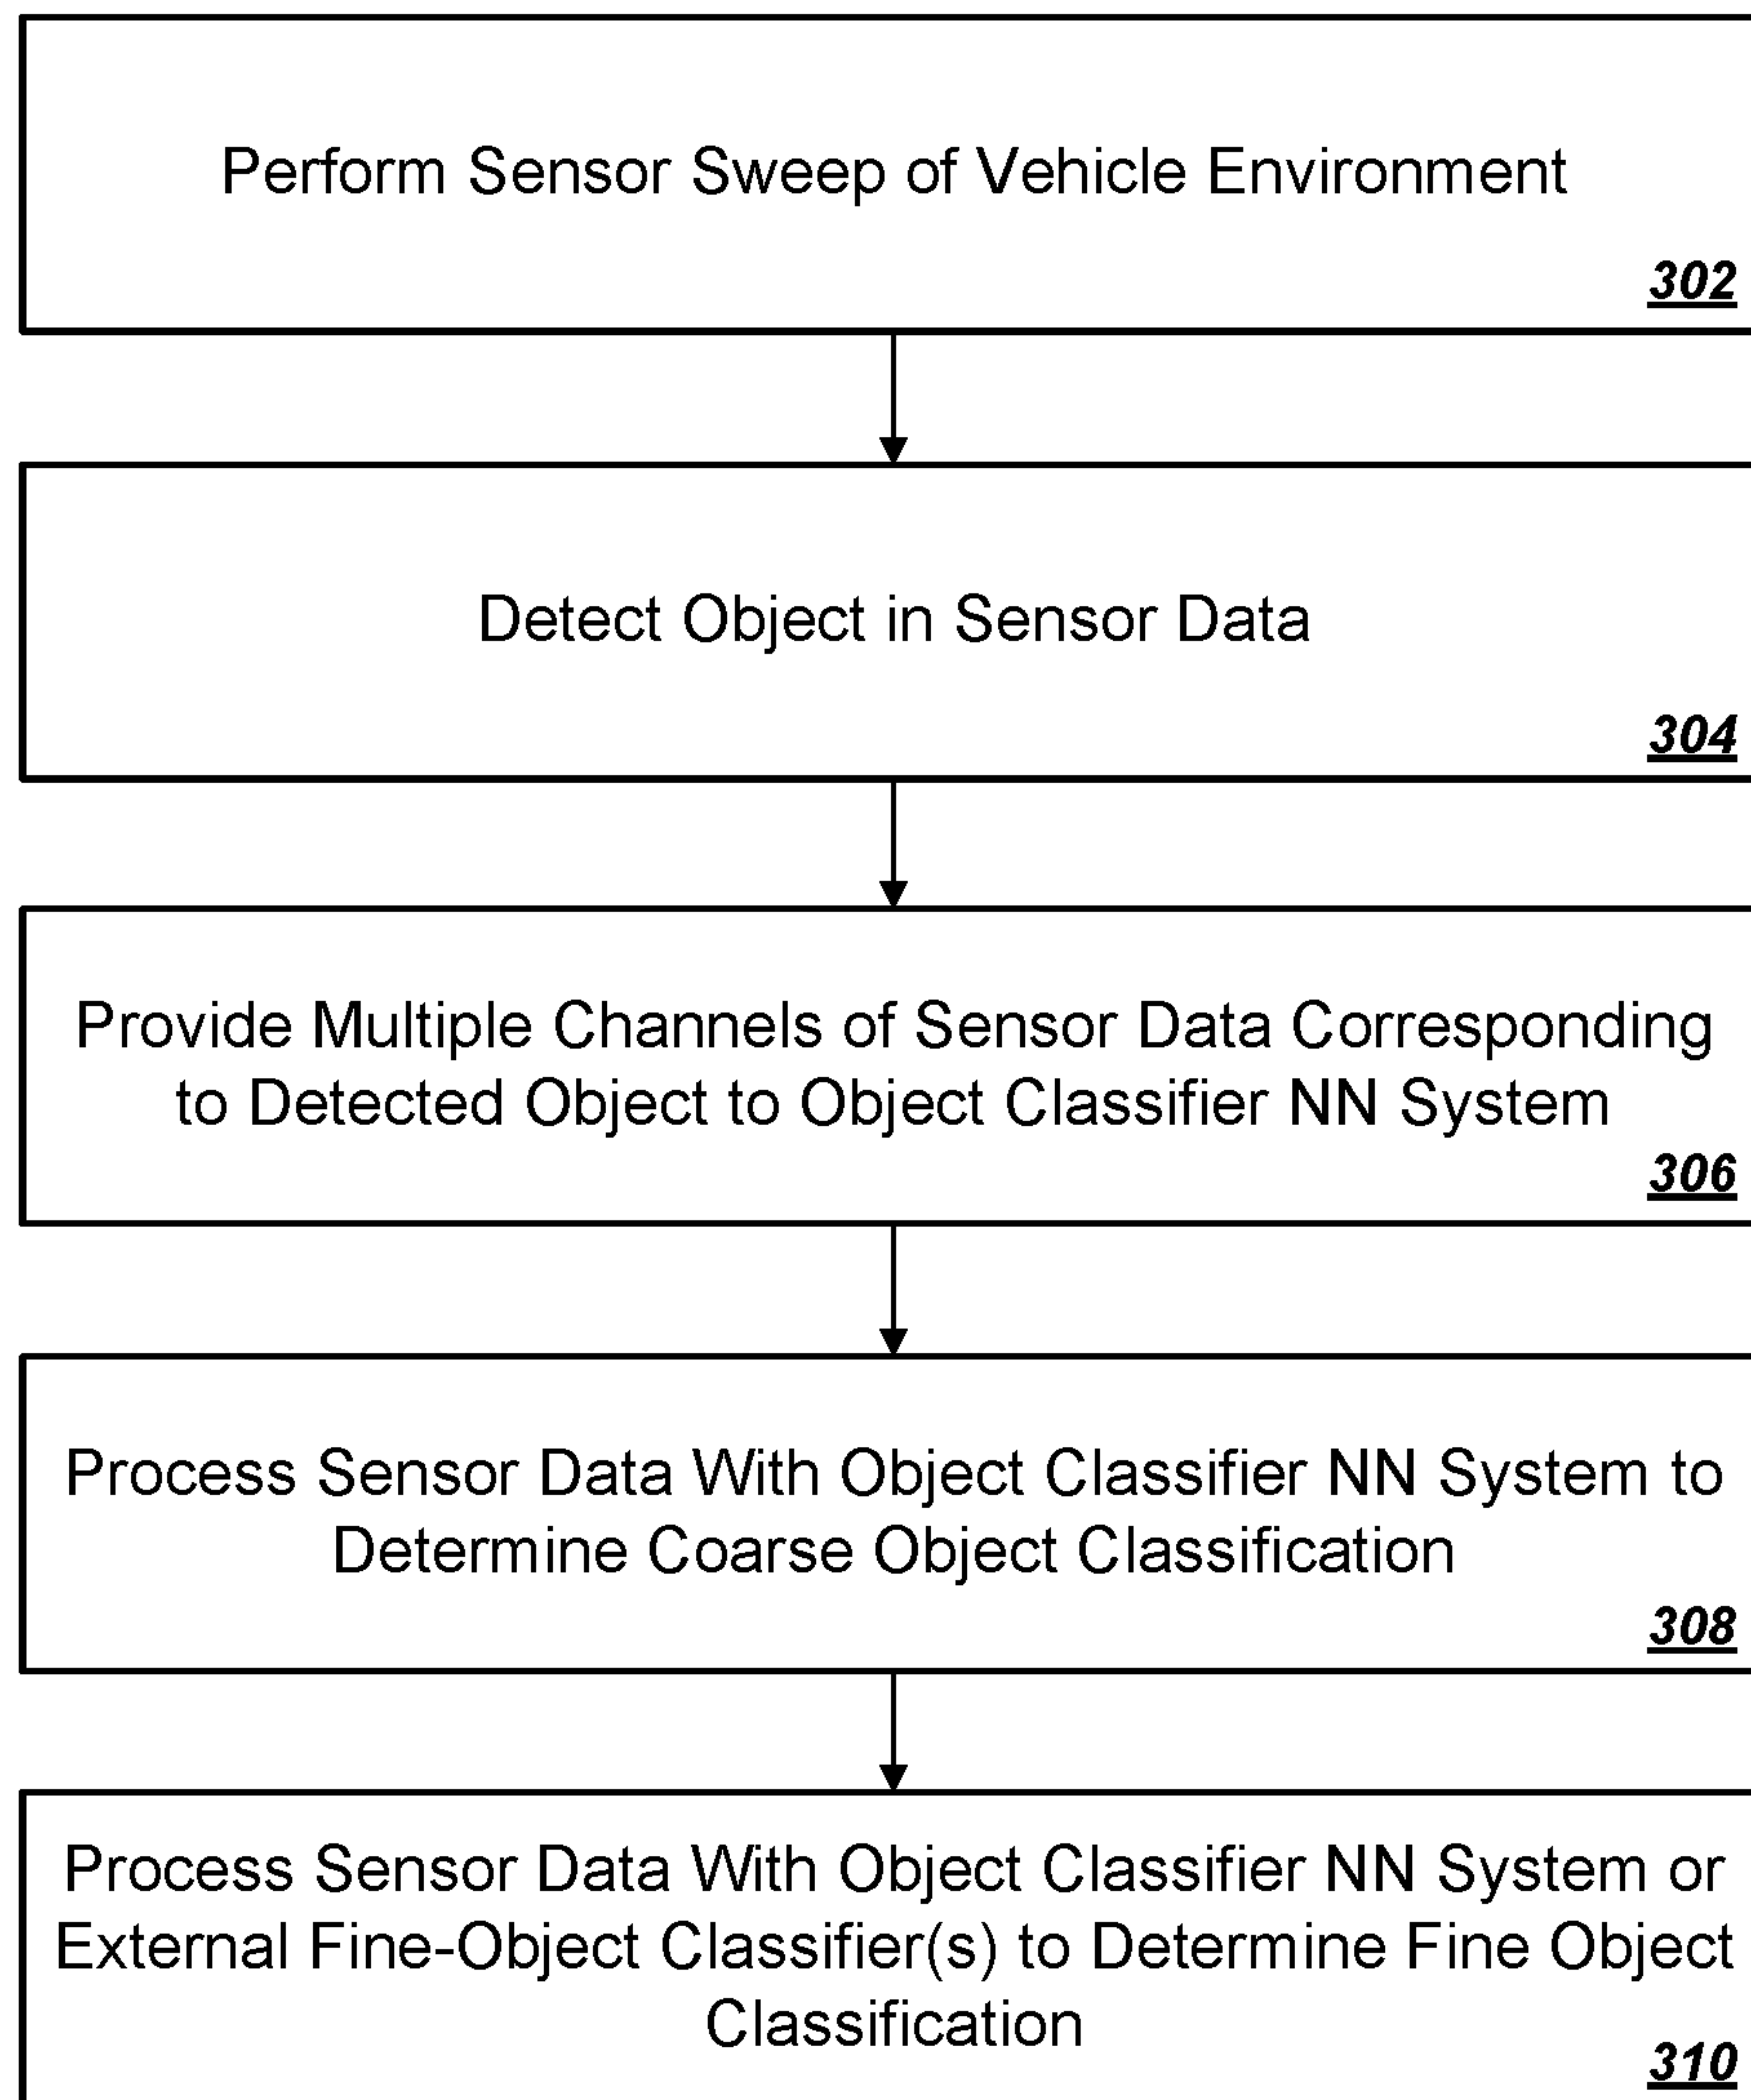 Perform Sensor Sweep of Vehicle Environment
302
Detect Object in Sensor Data
304
Provide Multiple Channels of Sensor Data Corresponding
to Detected Object to Object Classifier NN System
306
Process Sensor Data With Object Classifier NN System to
Determine Coarse Object Classification
308
Process Sensor Data With Object Classifier NN System or
External Fine-Object Classifier(s) to Determine Fine Object
Classification
310